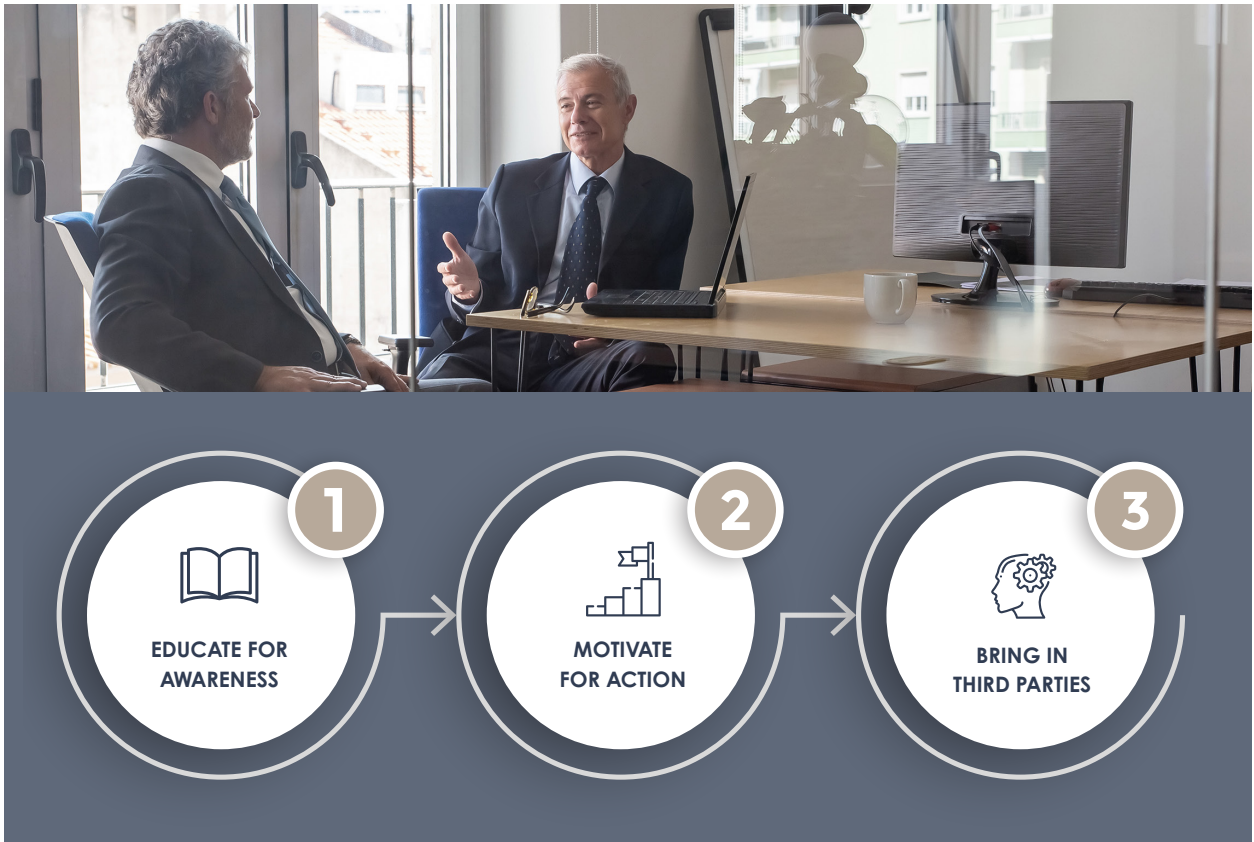 1
EDUCATE FOR
AWARENESS
2
MOTIVATE
FOR ACTION
3
BRING IN
THIRD PARTIES